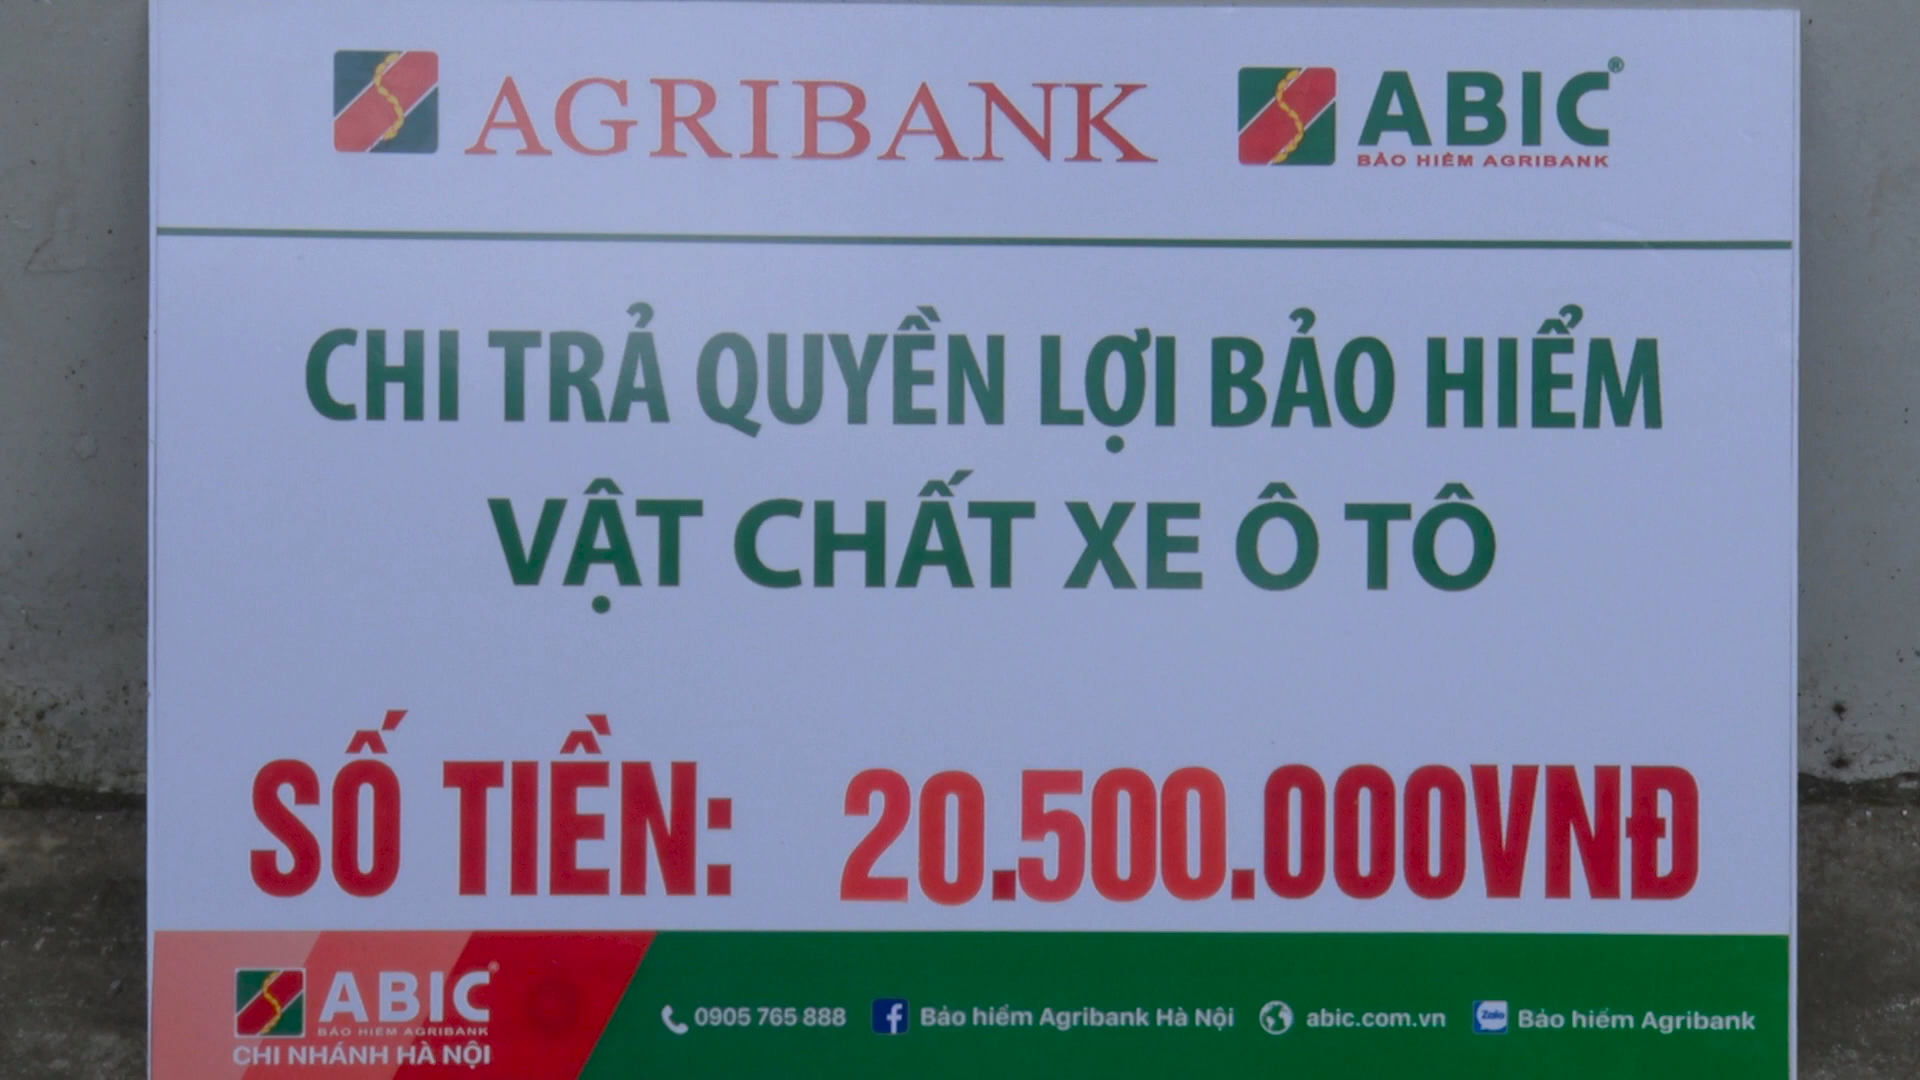 AGRIBANK ABIC®
BẢO HIỂM AGRIBANK
CHI TRẢ QUYỀN LỢI BẢO HIỂM
VẬT CHẤT XE Ô TÔ
SỐ TIỀN: 20.500.000VNĐ
ABIC®
BẢO HIỂM AGRIBANK
CHI NHÁNH HÀ NỘI
0905 765 888 Bảo hiểm Agribank Hà Nội abic.com.vn Zalo Bảo hiểm Agribank